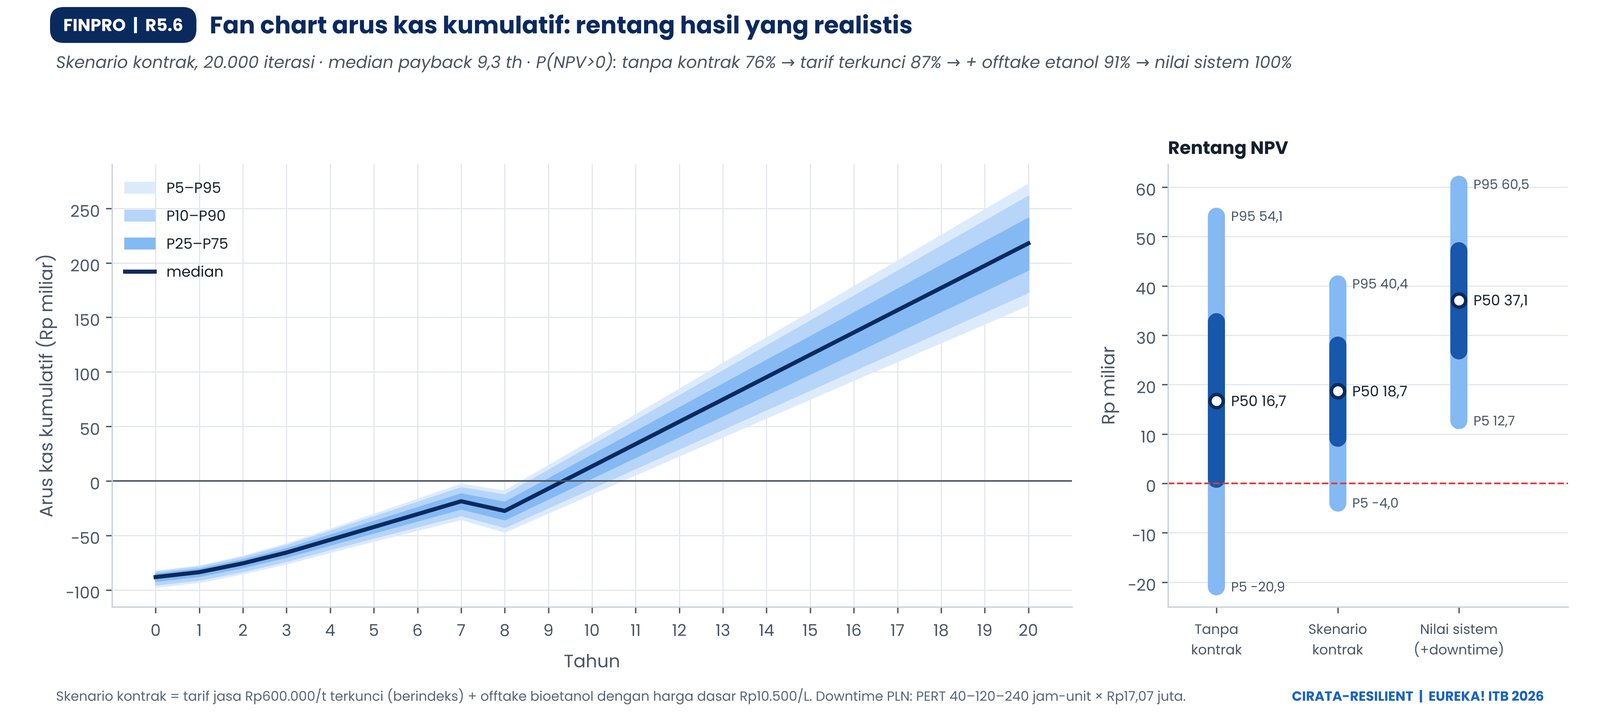 FINPRO | R5.6
Fan chart arus kas kumulatif: rentang hasil yang realistis
Skenario kontrak, 20.000 iterasi · median payback 9,3 th · P(NPV>0): tanpa kontrak 76% → tarif terkunci 87% → + offtake etanol 91% → nilai sistem 100%
P5–P95
P10–P90
P25–P75
median
Arus kas kumulatif (Rp miliar)
250
200
150
100
50
0
−50
−100
0 1 2 3 4 5 6 7 8 9 10 11 12 13 14 15 16 17 18 19 20
Tahun
Rentang NPV
Rp miliar
60
50
40
30
20
10
0
−10
−20
P95 54,1
P50 16,7
P5 −20,9
P95 40,4
P50 18,7
P5 −4,0
P95 60,5
P50 37,1
P5 12,7
Tanpa
kontrak
Skenario
kontrak
Nilai sistem
(+downtime)
Skenario kontrak = tarif jasa Rp600.000/t terkunci (berindeks) + offtake bioetanol dengan harga dasar Rp10.500/L. Downtime PLN: PERT 40–120–240 jam-unit × Rp17,07 juta.
CIRATA-RESILIENT | EUREKA! ITB 2026